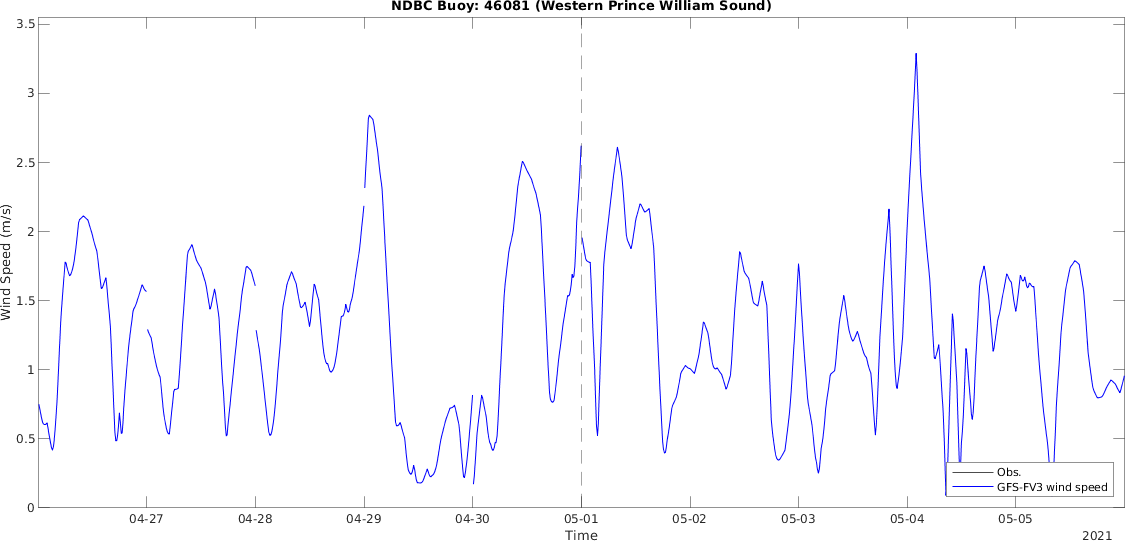 NDBC Buoy: 46081 (Western Prince William Sound)
Wind Speed (m/s)
3.5
3
2.5
2
1.5
1
0.5
0
04-27 04-28 04-29 04-30 05-01 05-02 05-03 05-04 05-05
Time
2021
Obs.
GFS-FV3 wind speed